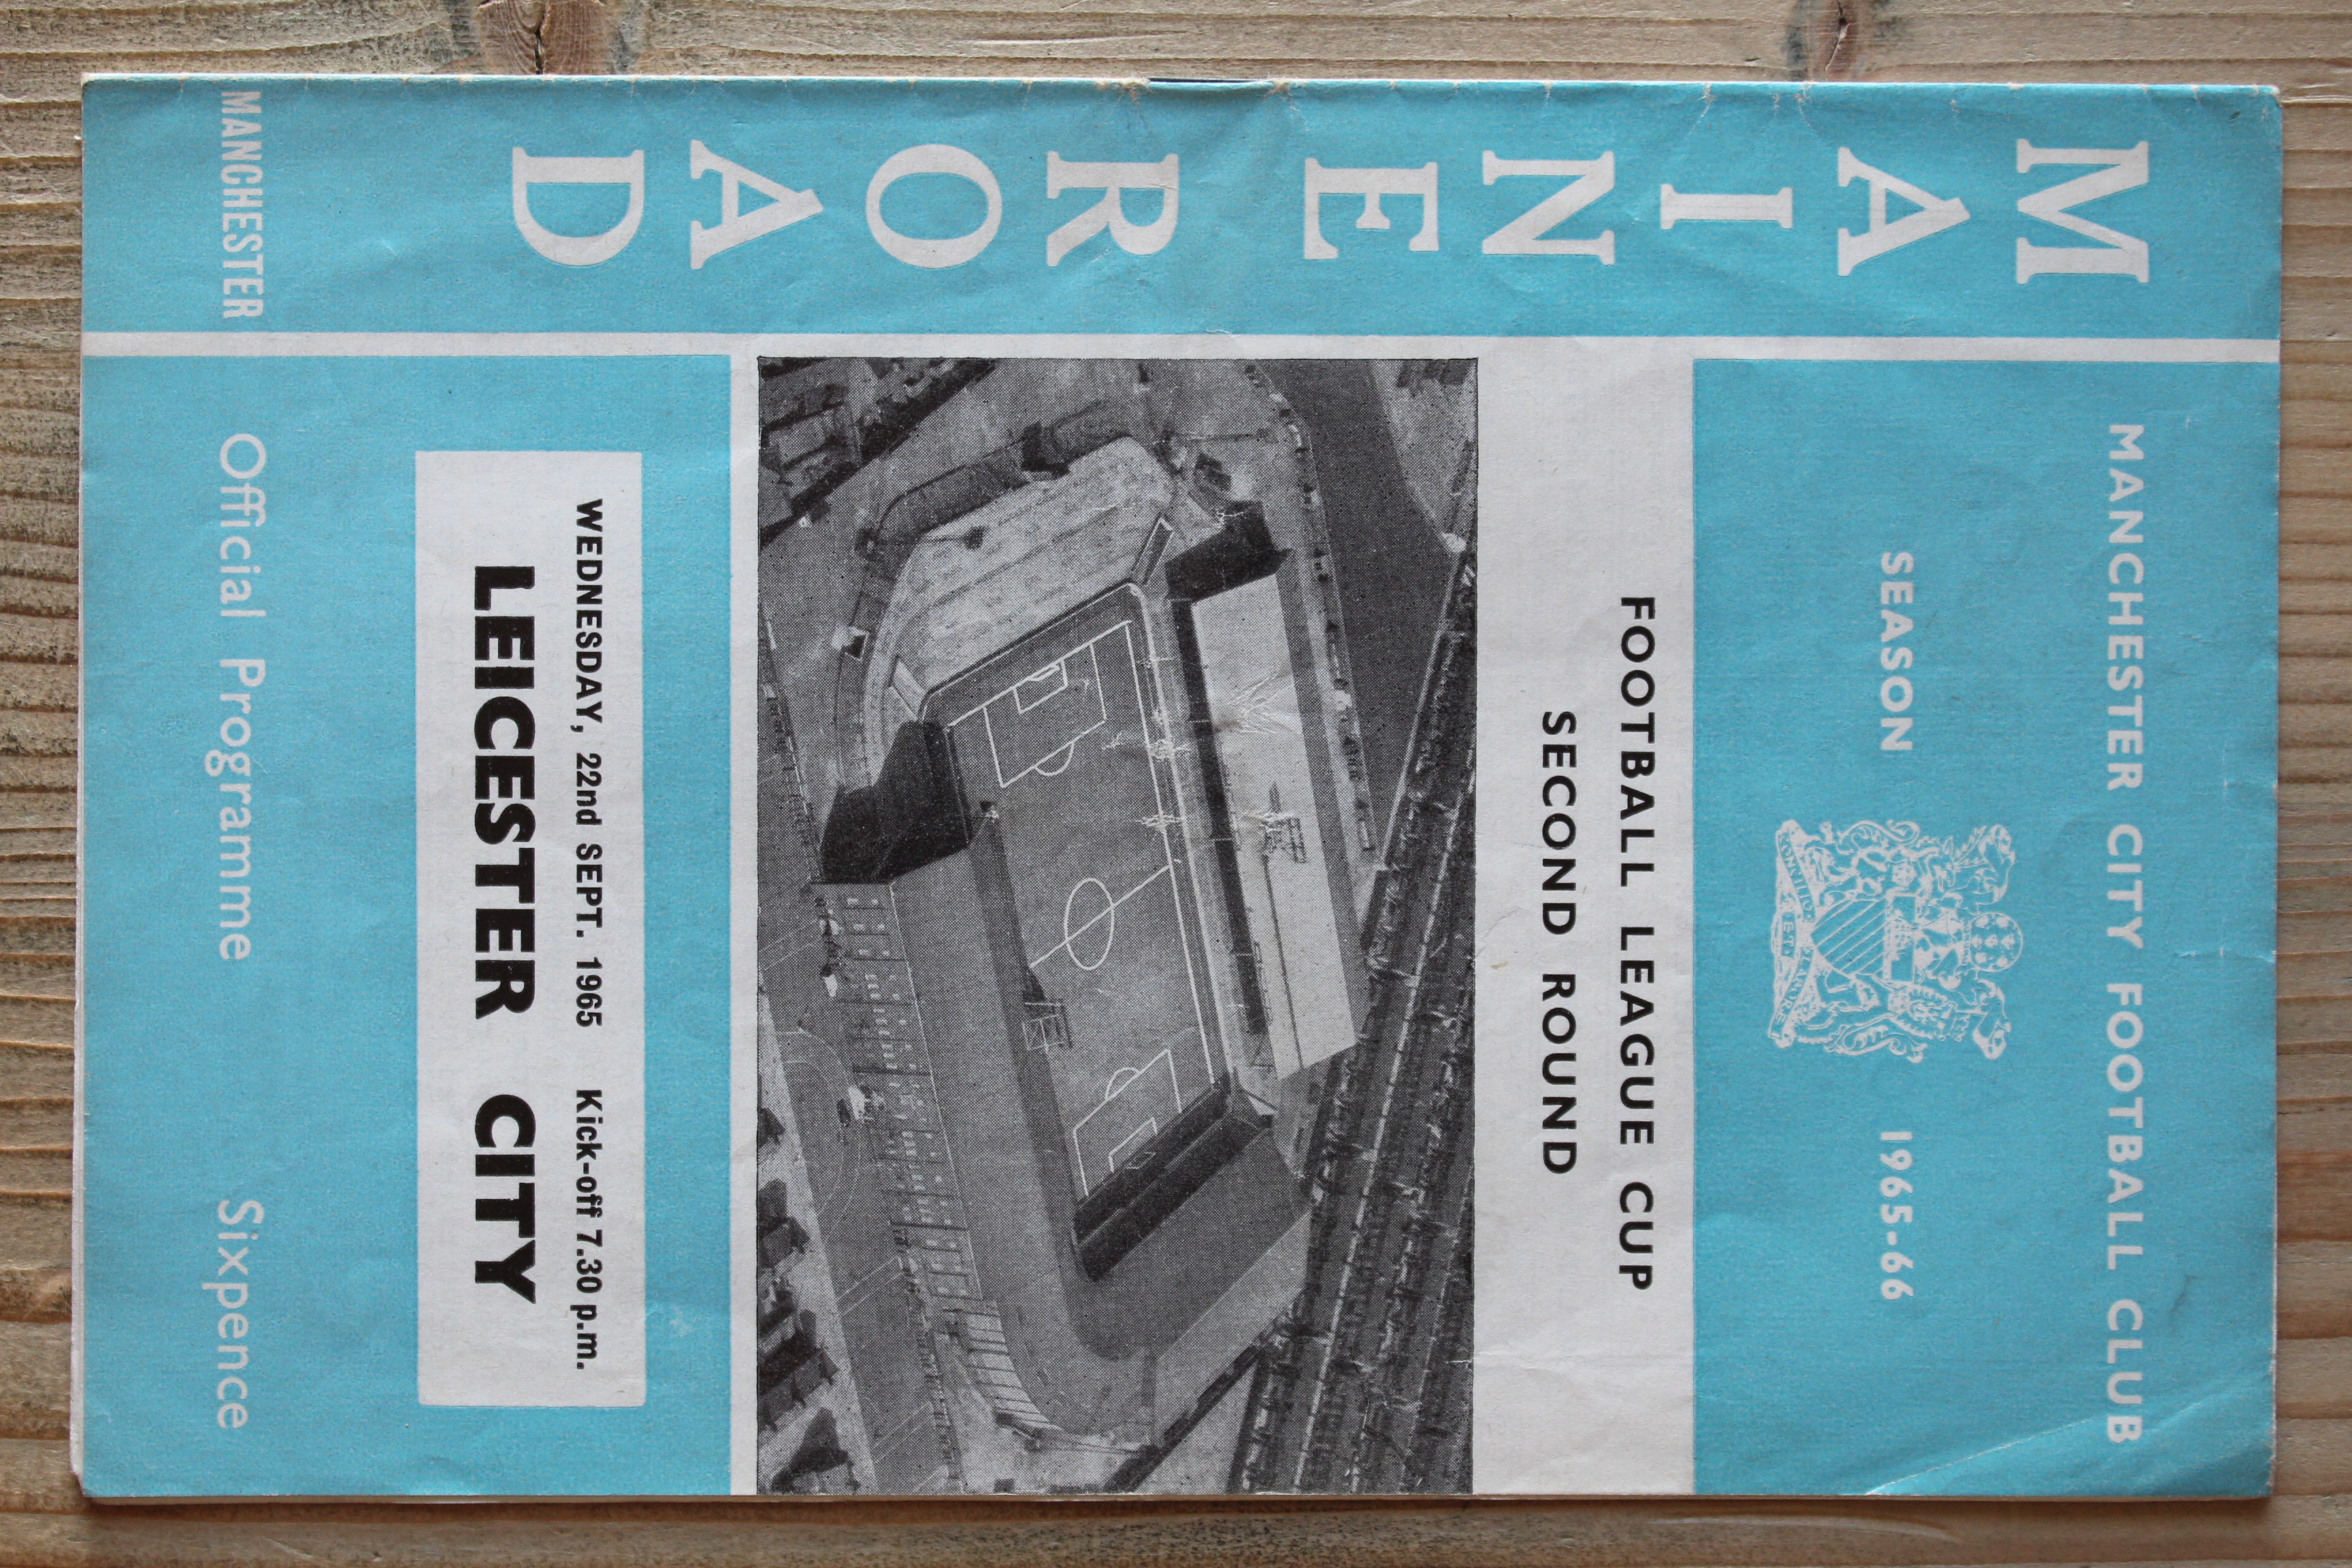 MAINE ROAD
MANCHESTER
MANCHESTER CITY FOOTBALL CLUB
SEASON 1965-66
FOOTBALL LEAGUE CUP
SECOND ROUND
WEDNESDAY, 22nd SEPT. 1965 Kick-off 7.30 p.m.
LEICESTER CITY
Official Programme Sixpence